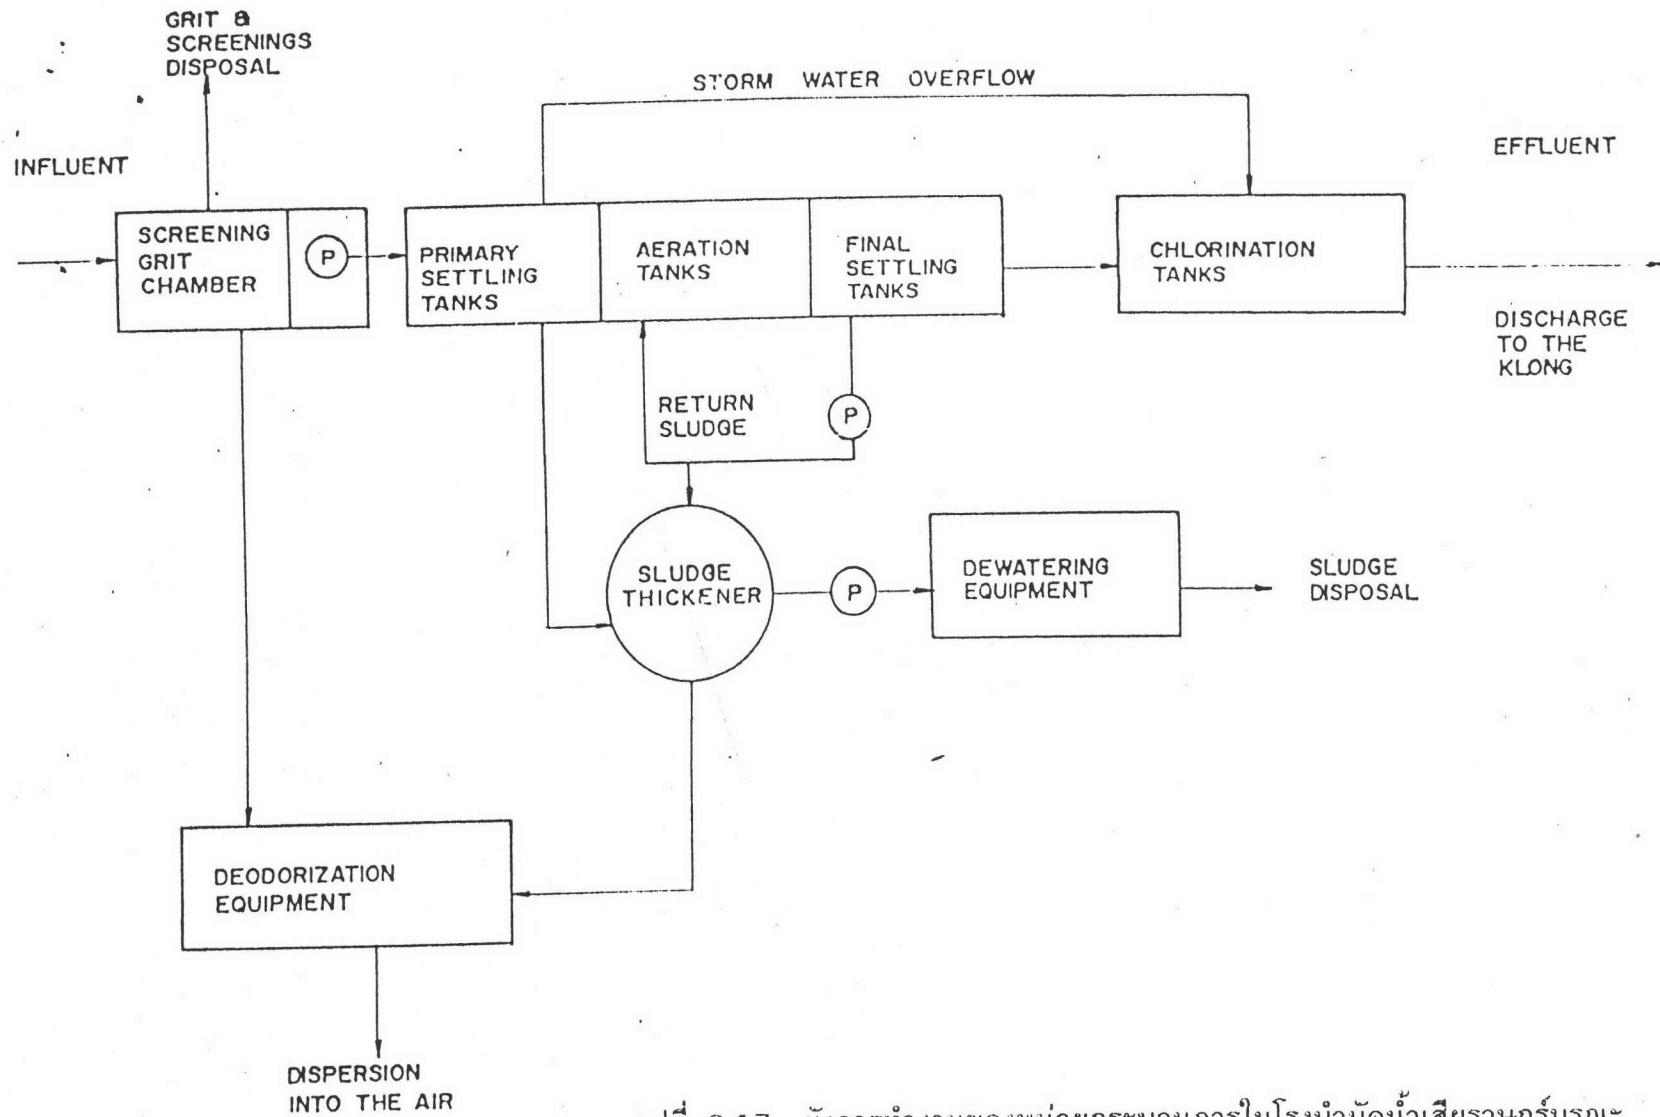 GRIT &
SCREENINGS
DISPOSAL
STORM WATER OVERFLOW
INFLUENT
EFFLUENT
SCREENING
GRIT
CHAMBER
P
PRIMARY
SETTLING
TANKS
AERATION
TANKS
FINAL
SETTLING
TANKS
CHLORINATION
TANKS
DISCHARGE
TO THE
KLONG
RETURN
SLUDGE
P
SLUDGE
THICKENER
P
DEWATERING
EQUIPMENT
SLUDGE
DISPOSAL
DEODORIZATION
EQUIPMENT
DISPERSION
INTO THE AIR